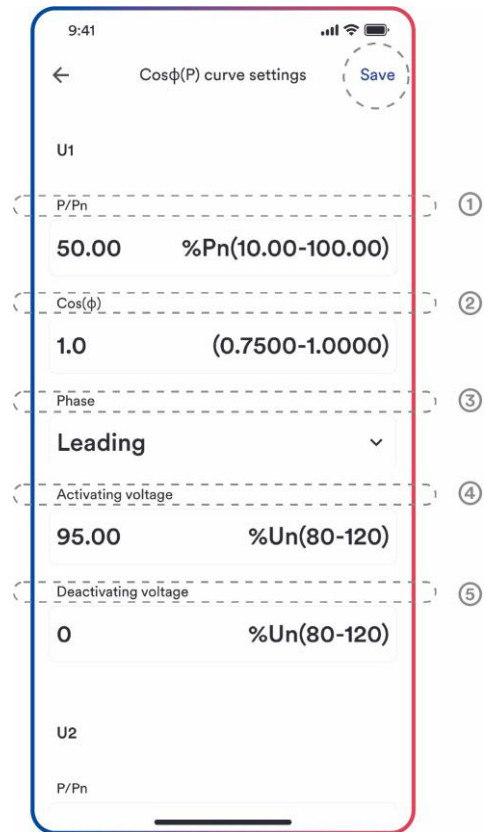 9:41
Cosϕ(P) curve settings Save
U1
P/Pn ①
50.00 %Pn(10.00-100.00)
Cos(ϕ) ②
1.0 (0.7500-1.0000)
Phase ③
Leading
Activating voltage ④
95.00 %Un(80-120)
Deactivating voltage ⑤
0 %Un(80-120)
U2
P/Pn